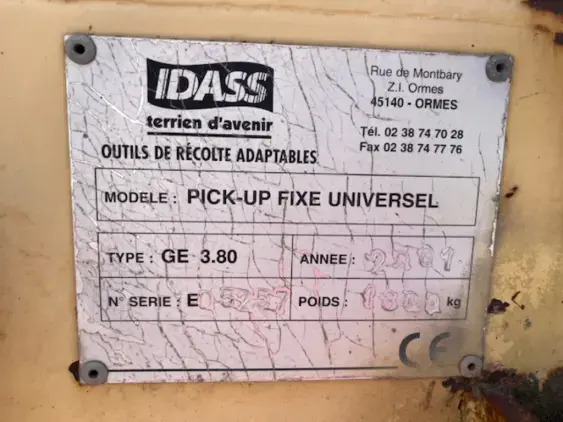 IDASS
terrien d'avenir
OUTILS DE RÉCOLTE ADAPTABLES
Rue de Montbary
Z.I. Ormes
45140 - ORMES
Tél. 02 38 74 70 28
Fax 02 38 74 77 76
MODELE : PICK-UP FIXE UNIVERSEL
TYPE : GE 3.80
ANNEE :
N° SERIE : E
POIDS : kg
CE